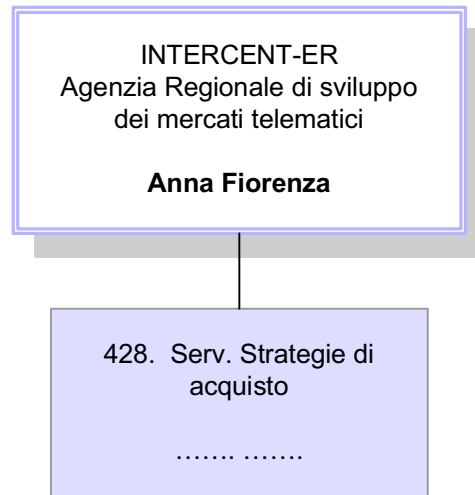 INTERCENT-ER
Agenzia Regionale di sviluppo
dei mercati telematici
Anna Fiorenza
428.  Serv. Strategie di
acquisto
……. …….